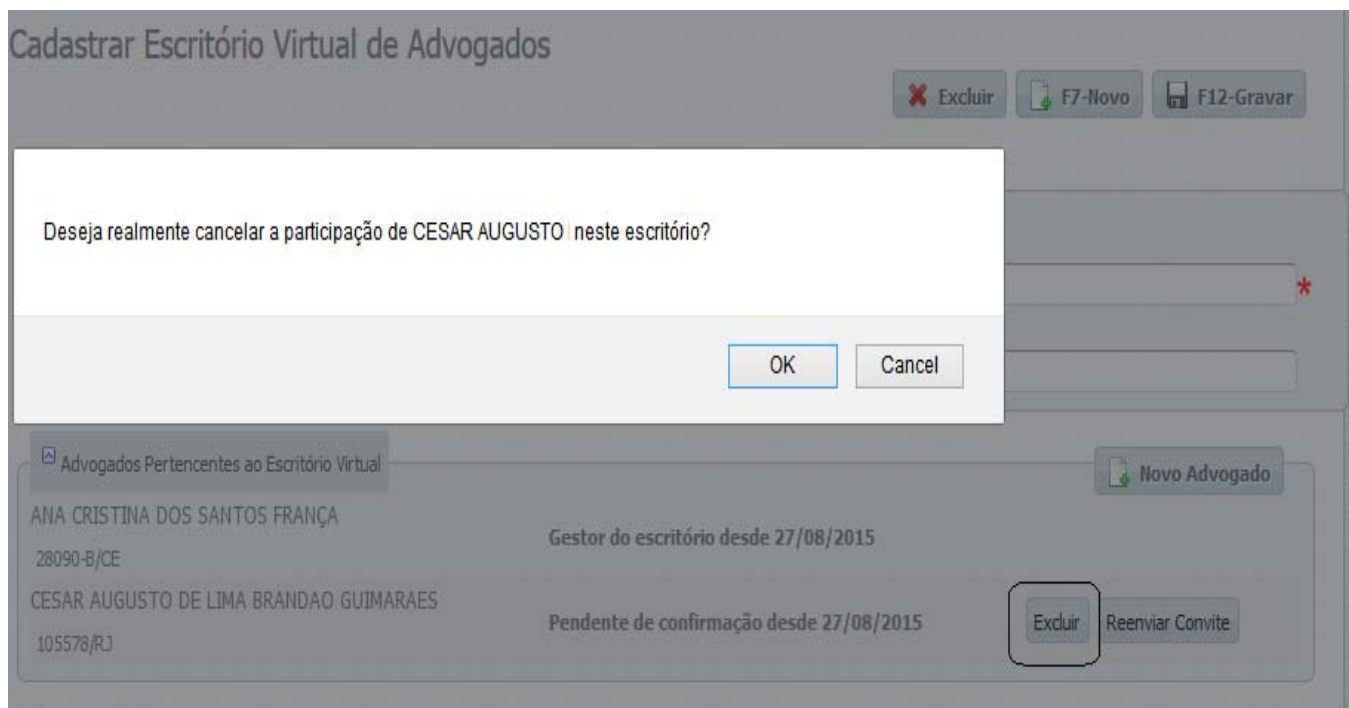 Cadastrar Escritório Virtual de Advogados
Excluir F7-Novo F12-Gravar
Deseja realmente cancelar a participação de CESAR AUGUSTO neste escritório?
OK Cancel
Advogados Pertencentes ao Escritório Virtual
Novo Advogado
ANA CRISTINA DOS SANTOS FRANÇA
28090-B/CE
Gestor do escritório desde 27/08/2015
CESAR AUGUSTO DE LIMA BRANDAO GUIMARAES
105578/RJ
Pendente de confirmação desde 27/08/2015
Excluir Reenviar Convite